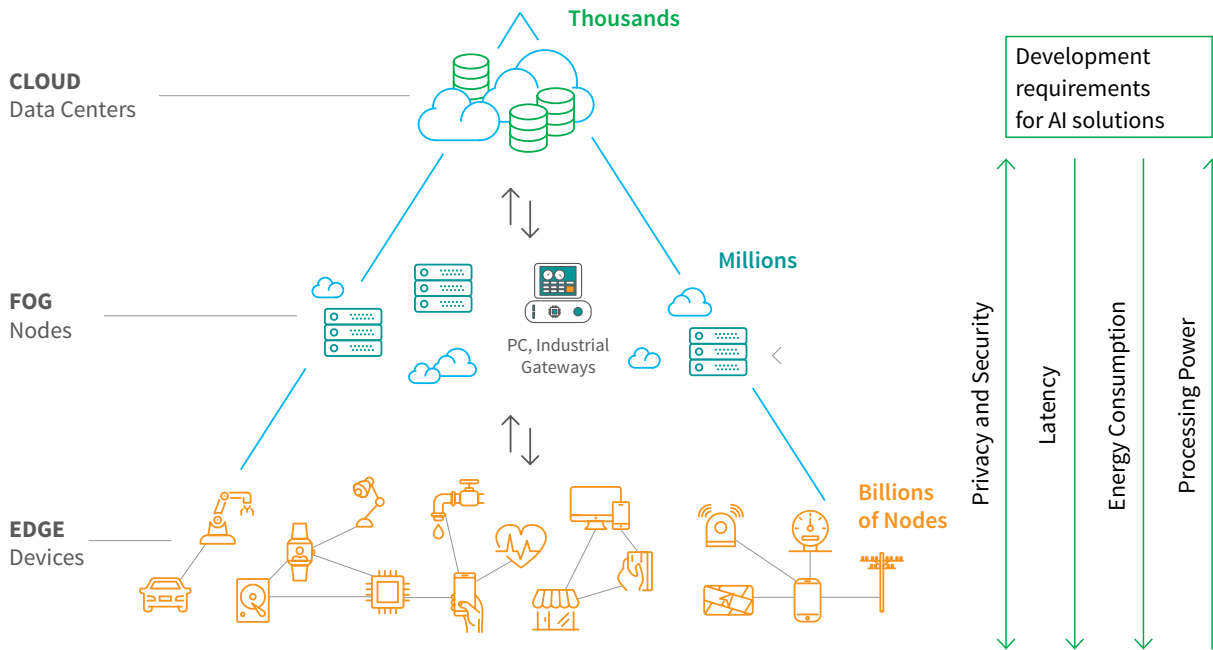 Thousands
CLOUD
Data Centers
Development
requirements
for AI solutions
Millions
FOG
Nodes
PC, Industrial
Gateways
Privacy and Security
Latency
Energy Consumption
Processing Power
Billions
of Nodes
EDGE
Devices